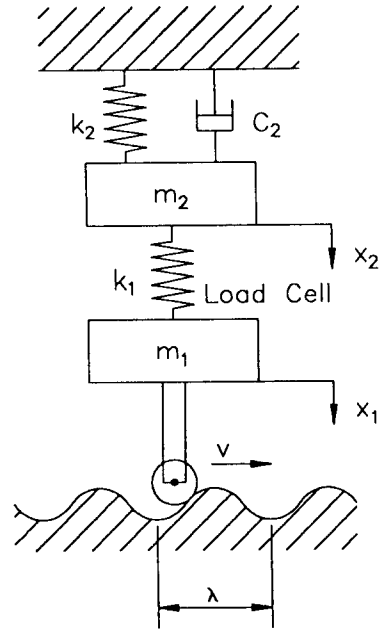 k₂
C₂
m₂
x₂
k₁
Load Cell
m₁
x₁
v
λ